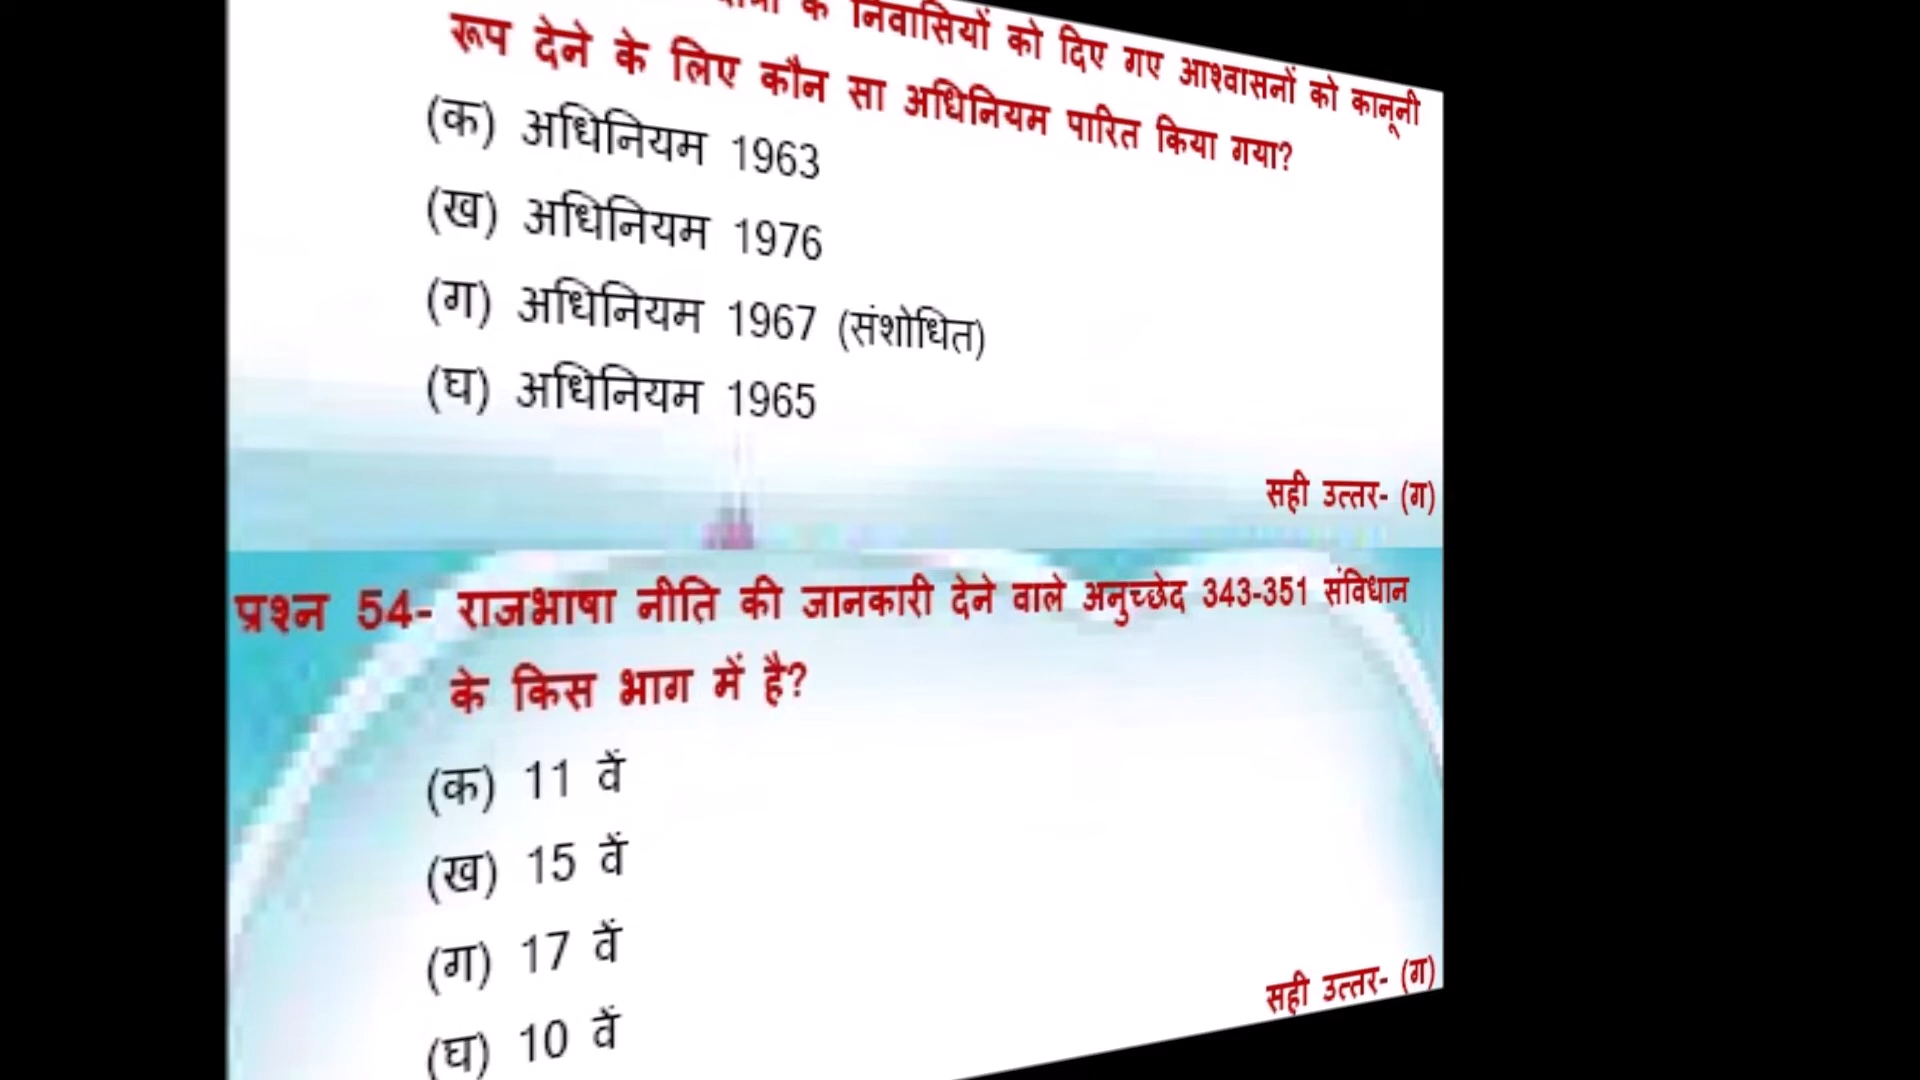 के निवासियों को दिए गए आश्वासनों को कानूनी
रूप देने के लिए कौन सा अधिनियम पारित किया गया?
(क) अधिनियम 1963
(ख) अधिनियम 1976
(ग) अधिनियम 1967 (संशोधित)
(घ) अधिनियम 1965
सही उत्तर- (ग)
प्रश्न 54- राजभाषा नीति की जानकारी देने वाले अनुच्छेद 343-351 संविधान
के किस भाग में है?
(क) 11 वें
(ख) 15 वें
(ग) 17 वें
(घ) 10 वें
सही उत्तर- (ग)